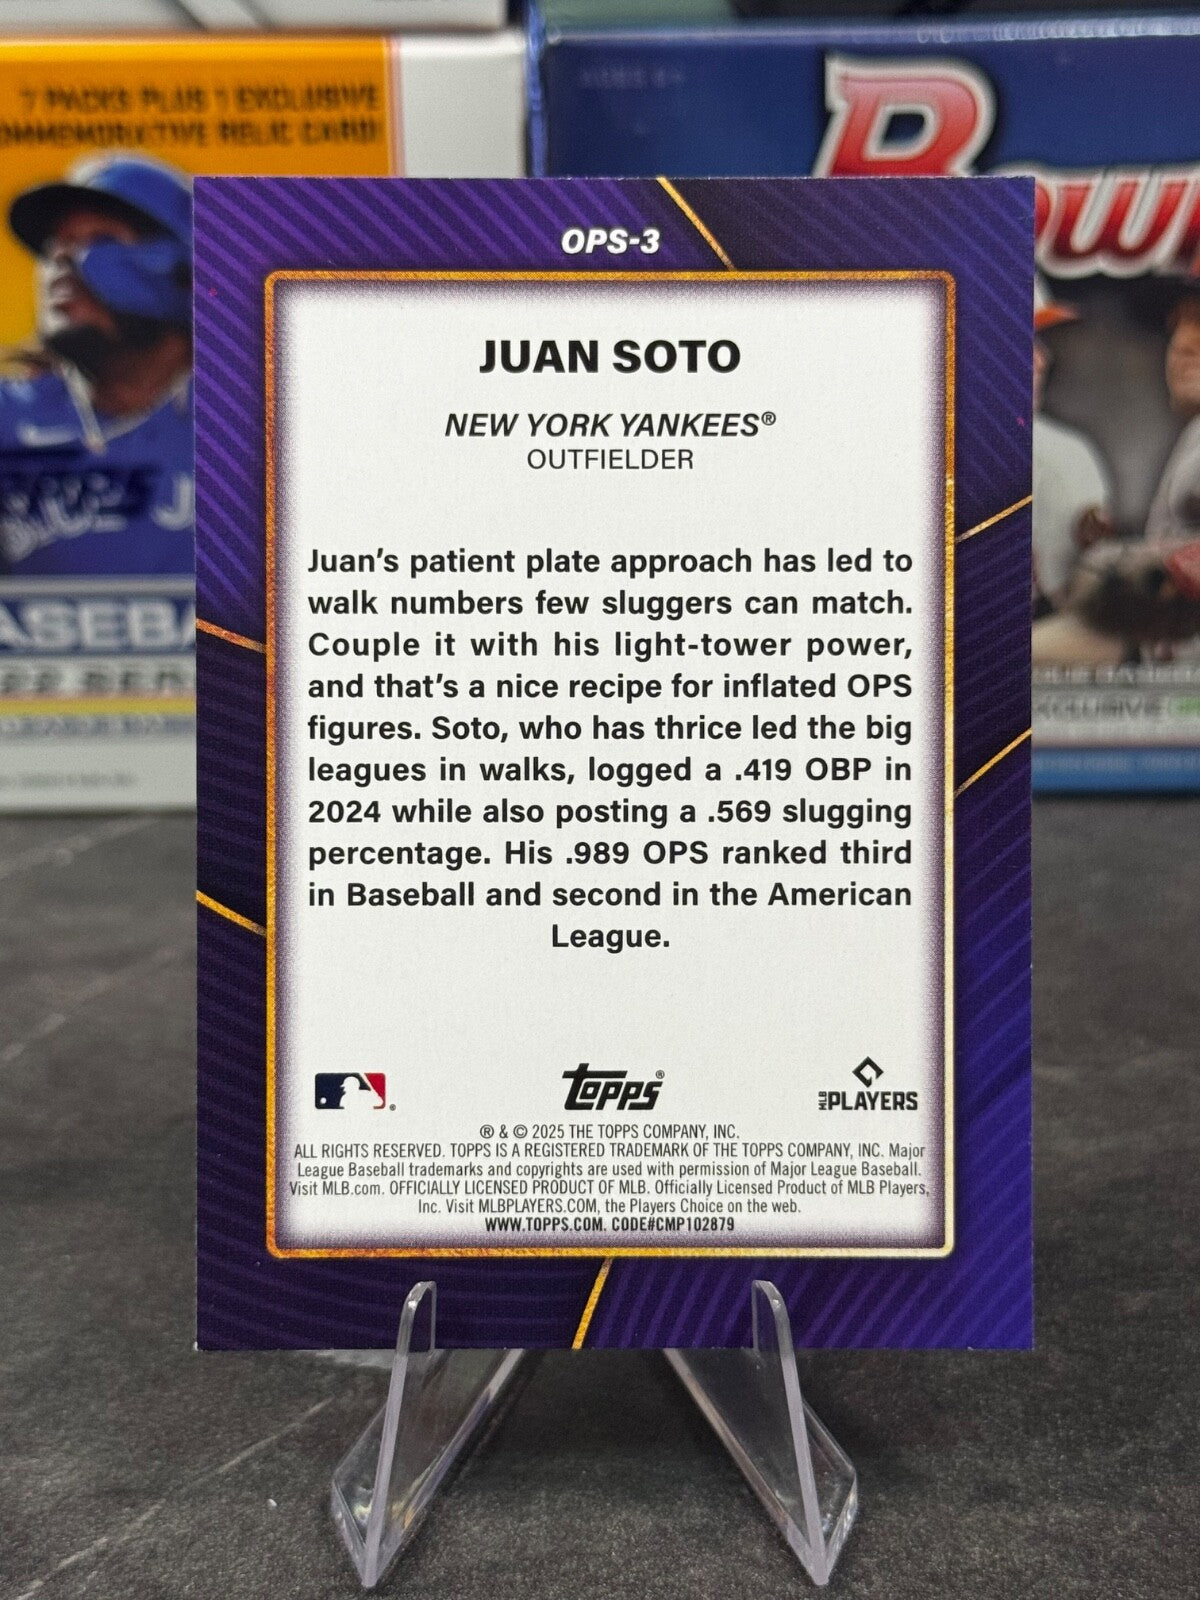 7 PACKS PLUS 1 EXCLUSIVE
COMMEMORATIVE RELIC CARD!
Bowm
OPS-3
JUAN SOTO
NEW YORK YANKEES®
OUTFIELDER
Juan's patient plate approach has led to
walk numbers few sluggers can match.
Couple it with his light-tower power,
and that's a nice recipe for inflated OPS
figures. Soto, who has thrice led the big
leagues in walks, logged a .419 OBP in
2024 while also posting a .569 slugging
percentage. His .989 OPS ranked third
in Baseball and second in the American
League.
topps®
MLB PLAYERS
® & © 2025 THE TOPPS COMPANY, INC.
ALL RIGHTS RESERVED. TOPPS IS A REGISTERED TRADEMARK OF THE TOPPS COMPANY, INC. Major
League Baseball trademarks and copyrights are used with permission of Major League Baseball.
Visit MLB.com. OFFICIALLY LICENSED PRODUCT OF MLB. Officially Licensed Product of MLB Players,
Inc. Visit MLBPLAYERS.COM, the Players Choice on the web.
WWW.TOPPS.COM. CODE#CMP102879
ASEBA